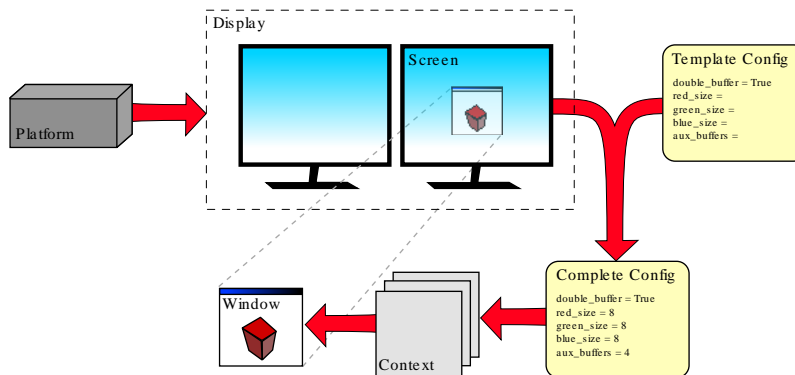 Display
Screen
Platform
Template Config
double_buffer = True
red_size =
green_size =
blue_size =
aux_buffers =
Complete Config
double_buffer = True
red_size = 8
green_size = 8
blue_size = 8
aux_buffers = 4
Window
Context